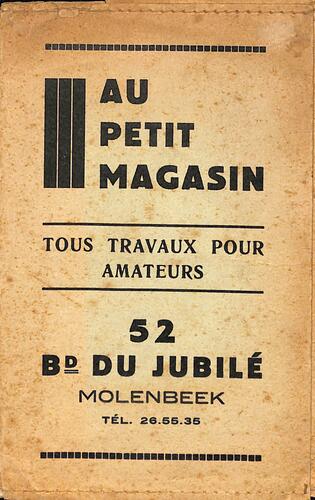 AU
PETIT
MAGASIN
TOUS TRAVAUX POUR
AMATEURS
52
BD DU JUBILÉ
MOLENBEEK
TÉL. 26.55.35